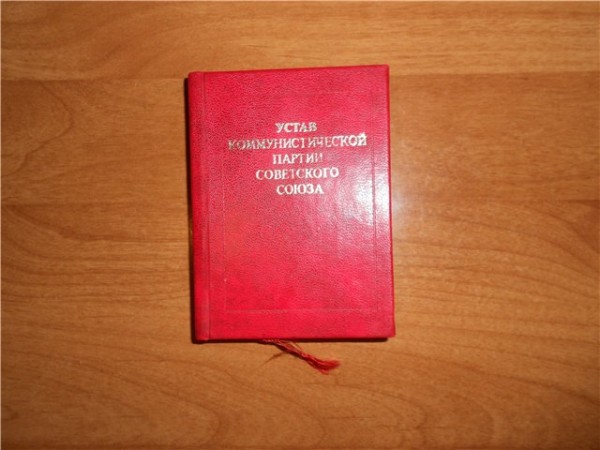 УСТАВ
КОММУНИСТИЧЕСКОЙ
ПАРТИИ
СОВЕТСКОГО
СОЮЗА